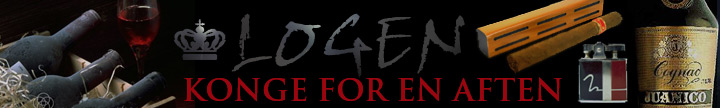 LOGEN
KONGE FOR EN AFTEN
Cognac
JUANICO